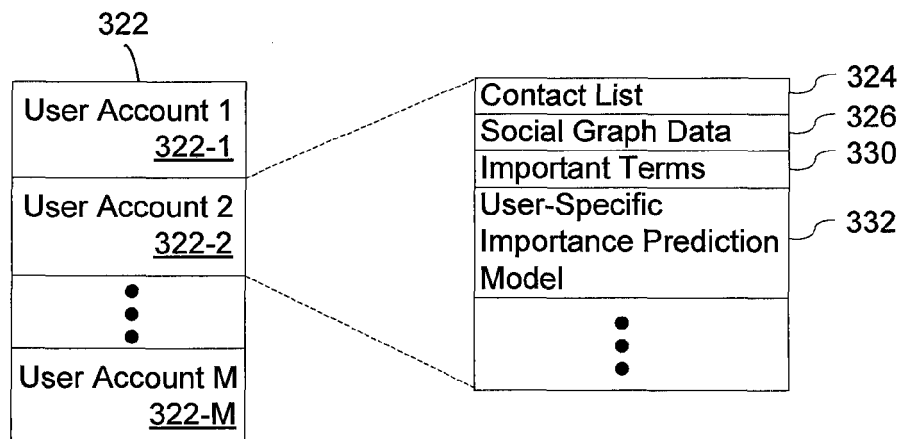 322
User Account 1
322-1
User Account 2
322-2
User Account M
322-M
Contact List
324
Social Graph Data
326
Important Terms
330
User-Specific
Importance Prediction
Model
332